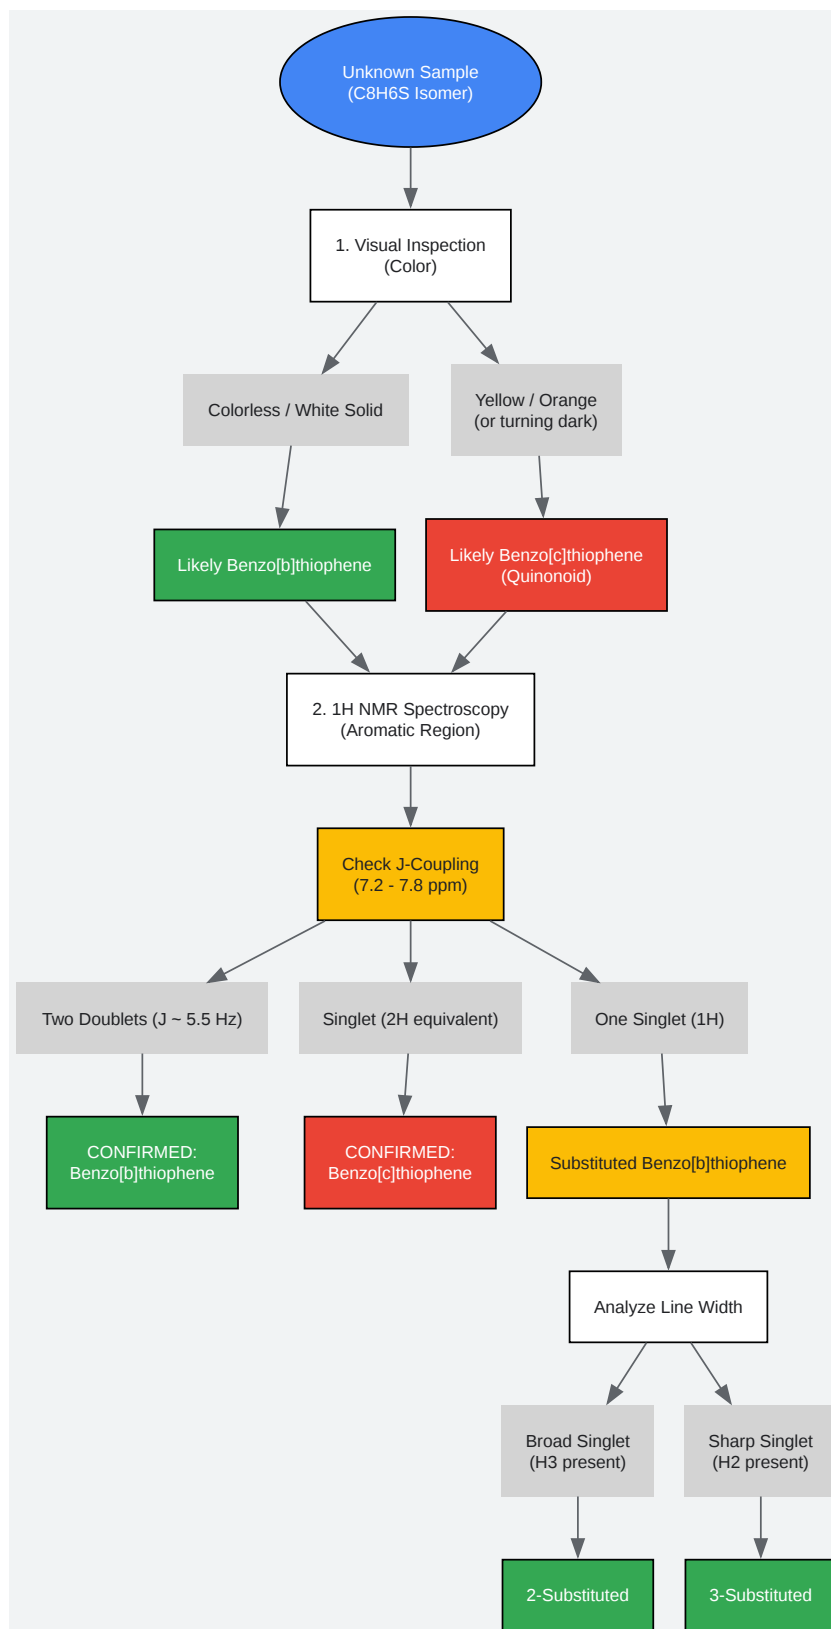 Unknown Sample
(C8H6S Isomer)
1. Visual Inspection
(Color)
Colorless / White Solid
Yellow / Orange
(or turning dark)
Likely Benzo[b]thiophene
Likely Benzo[c]thiophene
(Quinonoid)
2. 1H NMR Spectroscopy
(Aromatic Region)
Check J-Coupling
(7.2 - 7.8 ppm)
Two Doublets (J ~ 5.5 Hz)
Singlet (2H equivalent)
One Singlet (1H)
CONFIRMED:
Benzo[b]thiophene
CONFIRMED:
Benzo[c]thiophene
Substituted Benzo[b]thiophene
Analyze Line Width
Broad Singlet
(H3 present)
Sharp Singlet
(H2 present)
2-Substituted
3-Substituted